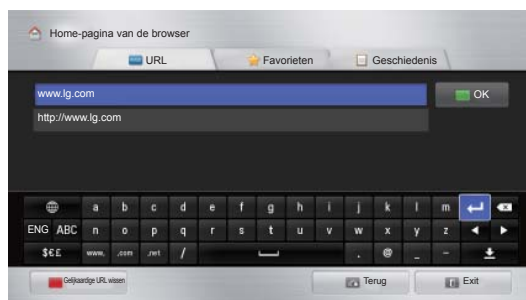 Home-pagina van de browser
URL Favorieten Geschiedenis
www.lg.com OK
http://www.lg.com
a b c d e f g h i j k l m
ENG ABC n o p q r s t u v w x y z
$€£ www. .com .net / . @ _ -
Gelijkaardige URL wissen Terug Exit